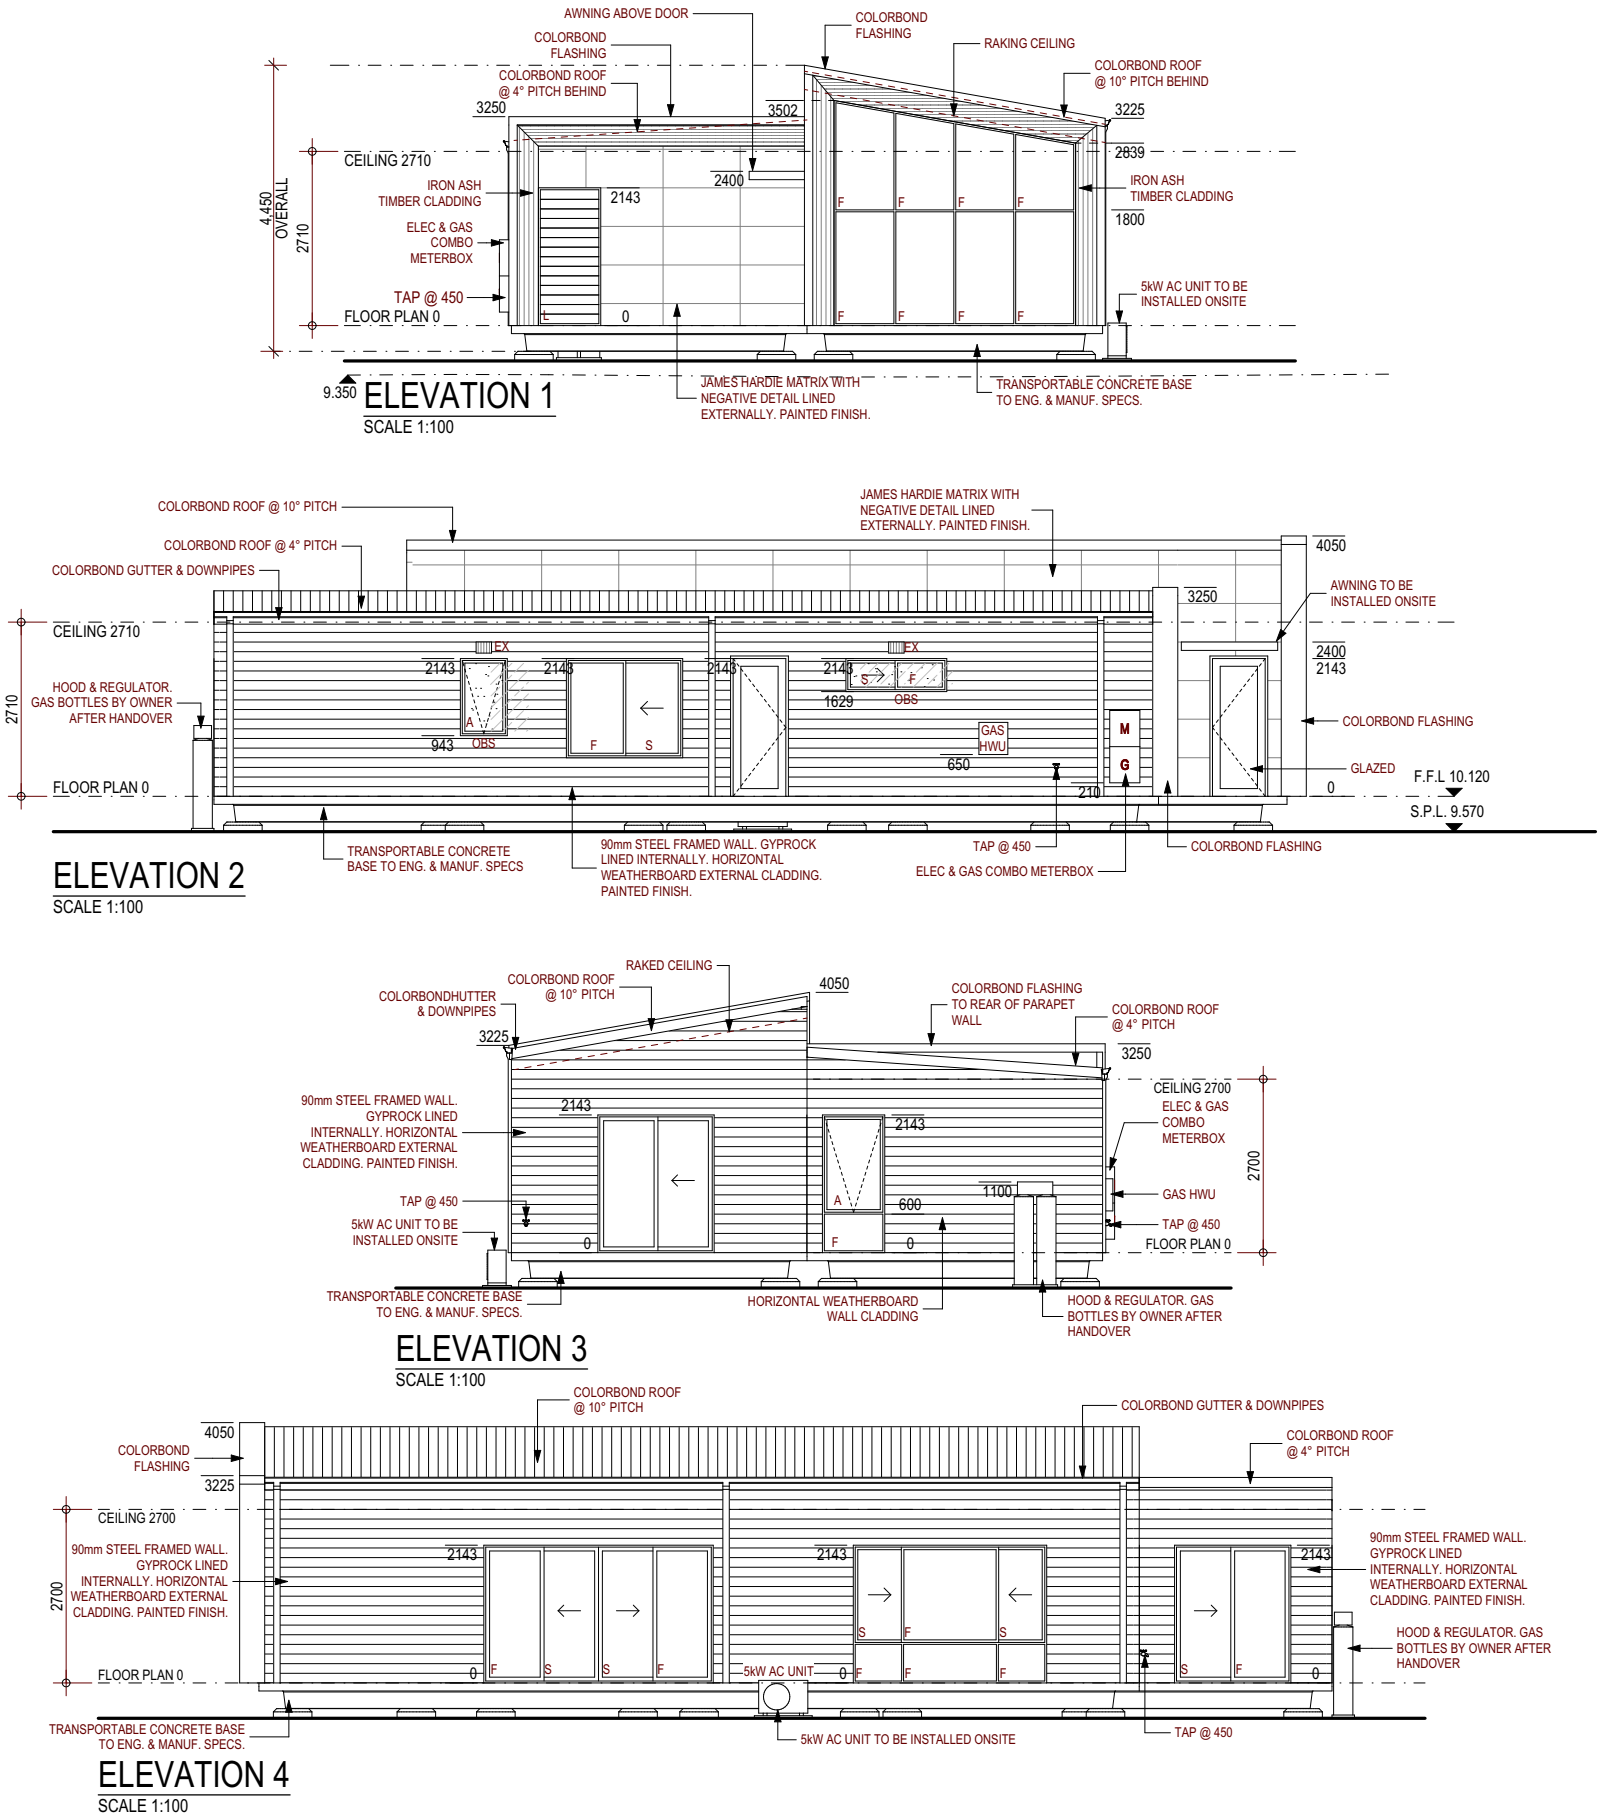 AWNING ABOVE DOOR
COLORBOND
FLASHING
COLORBOND
FLASHING
RAKING CEILING
COLORBOND ROOF
@ 4° PITCH BEHIND
COLORBOND ROOF
@ 10° PITCH BEHIND
3250
3502
3225
CEILING 2710
2839
IRON ASH
TIMBER CLADDING
2400
2143
IRON ASH
TIMBER CLADDING
1800
4,450
OVERALL
2710
ELEC & GAS
COMBO
METERBOX
F F F F
TAP @ 450
5kW AC UNIT TO BE
INSTALLED ONSITE
FLOOR PLAN 0
L
0
F F F F
9.350
ELEVATION 1
SCALE 1:100
JAMES HARDIE MATRIX WITH
NEGATIVE DETAIL LINED
EXTERNALLY. PAINTED FINISH.
TRANSPORTABLE CONCRETE BASE
TO ENG. & MANUF. SPECS.
COLORBOND ROOF @ 10° PITCH
JAMES HARDIE MATRIX WITH
NEGATIVE DETAIL LINED
EXTERNALLY. PAINTED FINISH.
COLORBOND ROOF @ 4° PITCH
4050
COLORBOND GUTTER & DOWNPIPES
AWNING TO BE
INSTALLED ONSITE
3250
CEILING 2710
EX
EX
2400
2143
2143
2143
2143
2143
2710
HOOD & REGULATOR.
GAS BOTTLES BY OWNER
AFTER HANDOVER
S F
1629
OBS
A
943
OBS
F S
GAS
HWU
650
M
G
210
COLORBOND FLASHING
GLAZED
FLOOR PLAN 0
0
F.F.L 10.120
S.P.L. 9.570
TRANSPORTABLE CONCRETE
BASE TO ENG. & MANUF. SPECS
90mm STEEL FRAMED WALL. GYPROCK
LINED INTERNALLY. HORIZONTAL
WEATHERBOARD EXTERNAL CLADDING.
PAINTED FINISH.
TAP @ 450
ELEC & GAS COMBO METERBOX
COLORBOND FLASHING
ELEVATION 2
SCALE 1:100
RAKED CEILING
COLORBOND ROOF
@ 10° PITCH
COLORBONDHUTTER
& DOWNPIPES
4050
COLORBOND FLASHING
TO REAR OF PARAPET
WALL
COLORBOND ROOF
@ 4° PITCH
3225
3250
CEILING 2700
90mm STEEL FRAMED WALL.
GYPROCK LINED
INTERNALLY. HORIZONTAL
WEATHERBOARD EXTERNAL
CLADDING. PAINTED FINISH.
2143
2143
ELEC & GAS
COMBO
METERBOX
2700
TAP @ 450
A
600
1100
GAS HWU
5kW AC UNIT TO BE
INSTALLED ONSITE
0
F
0
TAP @ 450
FLOOR PLAN 0
TRANSPORTABLE CONCRETE BASE
TO ENG. & MANUF. SPECS.
HORIZONTAL WEATHERBOARD
WALL CLADDING
HOOD & REGULATOR. GAS
BOTTLES BY OWNER AFTER
HANDOVER
ELEVATION 3
SCALE 1:100
COLORBOND ROOF
@ 10° PITCH
COLORBOND GUTTER & DOWNPIPES
4050
COLORBOND
FLASHING
COLORBOND ROOF
@ 4° PITCH
3225
CEILING 2700
90mm STEEL FRAMED WALL.
GYPROCK LINED
INTERNALLY. HORIZONTAL
WEATHERBOARD EXTERNAL
CLADDING. PAINTED FINISH.
2700
2143
2143
2143
90mm STEEL FRAMED WALL.
GYPROCK LINED
INTERNALLY. HORIZONTAL
WEATHERBOARD EXTERNAL
CLADDING. PAINTED FINISH.
S F S
HOOD & REGULATOR. GAS
BOTTLES BY OWNER AFTER
HANDOVER
FLOOR PLAN 0
0
F S S F
5kW AC UNIT
0
F F F
S F
0
TRANSPORTABLE CONCRETE BASE
TO ENG. & MANUF. SPECS.
5kW AC UNIT TO BE INSTALLED ONSITE
TAP @ 450
ELEVATION 4
SCALE 1:100